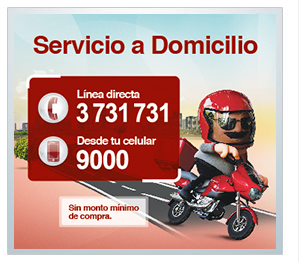 Servicio a Domicilio
Línea directa
3 731 731
Desde tu celular
9000
Sin monto mínimo
de compra.